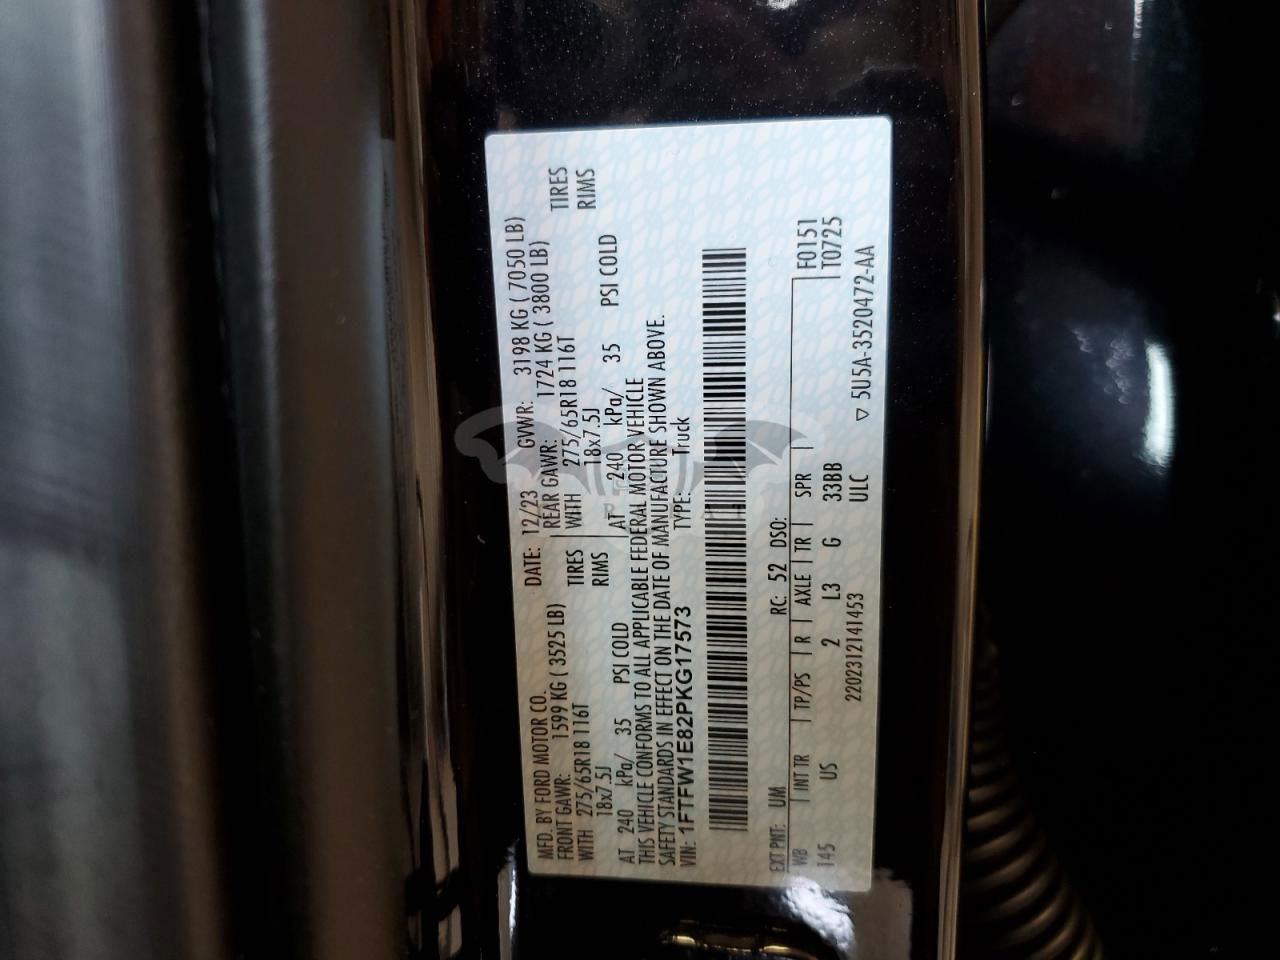 MFD. BY FORD MOTOR CO.
DATE: 12/23 GVWR: 3198 KG ( 7050 LB)
FRONT GAWR: 1599 KG ( 3525 LB)
REAR GAWR: 1724 KG ( 3800 LB)
WITH 275/65R18 116T TIRES
WITH 275/65R18 116T TIRES
18x7.5J RIMS
18x7.5J RIMS
AT 240 kPa/ 35 PSI COLD
AT 240 kPa/ 35 PSI COLD
THIS VEHICLE CONFORMS TO ALL APPLICABLE FEDERAL MOTOR VEHICLE
SAFETY STANDARDS IN EFFECT ON THE DATE OF MANUFACTURE SHOWN ABOVE.
VIN: 1FTFW1E82PKG17573 TYPE: Truck
EXT PNT: UM RC: 52 DSO:
WB INT TR TP/PS R AXLE TR SPR F0151
145 US 2 L3 G 33BB T0725
2202312141453 ULC
▽ 5U5A-3520472-AA